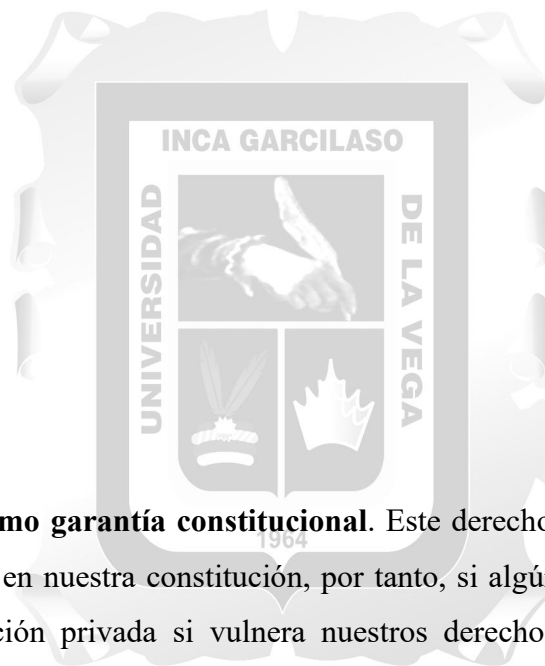 INCA GARCILASO
UNIVERSIDAD
DE LA VEGA
mo garantía constitucional. Este derecho
1964
en nuestra constitución, por tanto, si algú
ción privada si vulnera nuestros derecho